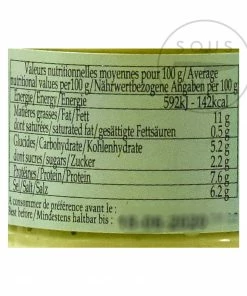 SOUS
Valeurs nutritionnelles moyennes pour 100 g/Average
nutritional values per100 g/Nährwertbezogene Angaben per 100 g
Energie/Energy/Energie 592kJ - 142kcal
Matières grasses/Fat/Fett 11 g
dont saturées/saturated fat/gesättigte Fettsäuren 0.5 g
Glucides/Carbohydrate/Kohlenhydrate 5.2 g
dont sucres/sugars/Zucker 2.2 g
Protéines/Protein/Protein 7.6 g
Sel/Salt/Salz 6.2 g
A consommer de préférence avant le:
best before:/Mindestens haltbar bis :